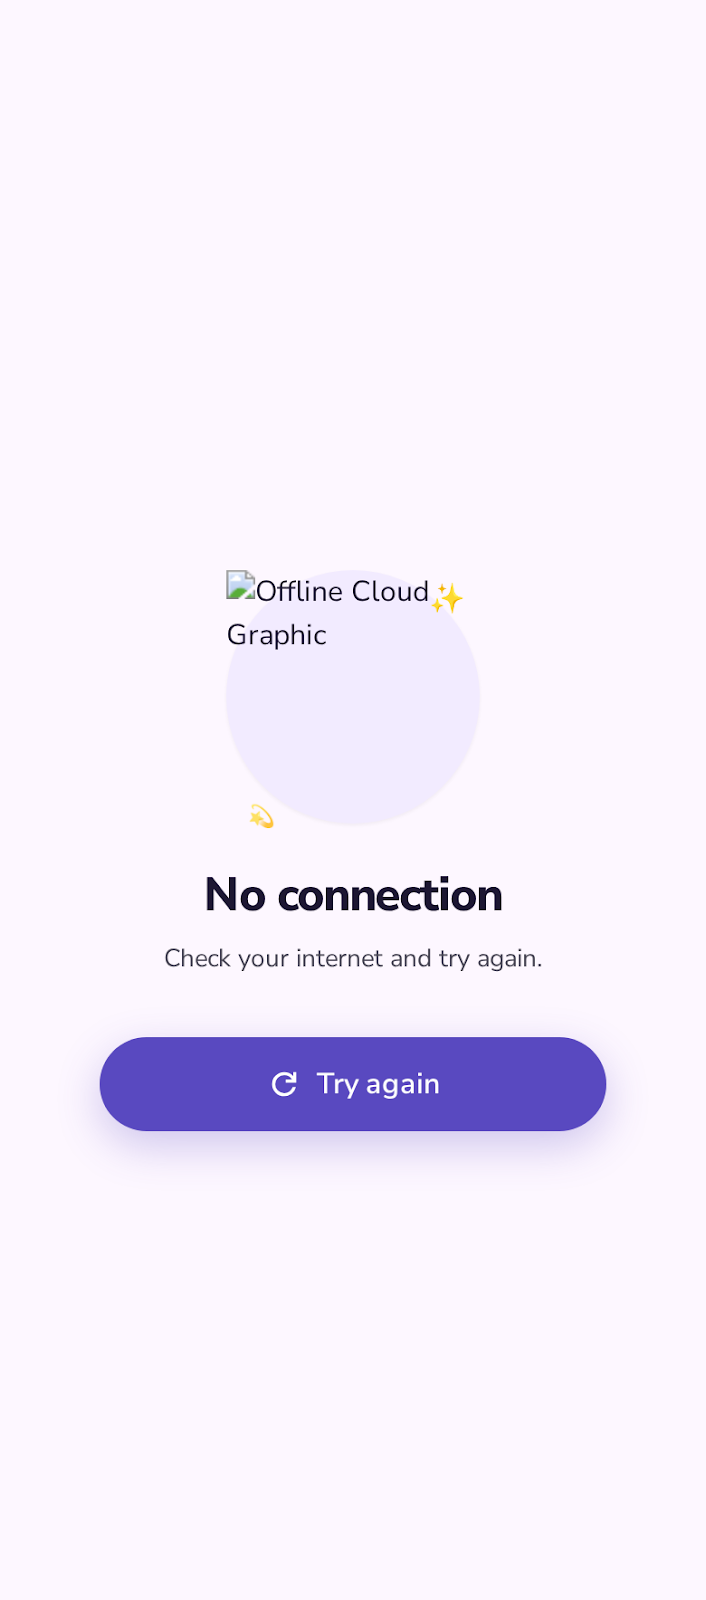 Offline Cloud✨
Graphic
💫
No connection
Check your internet and try again.
Try again